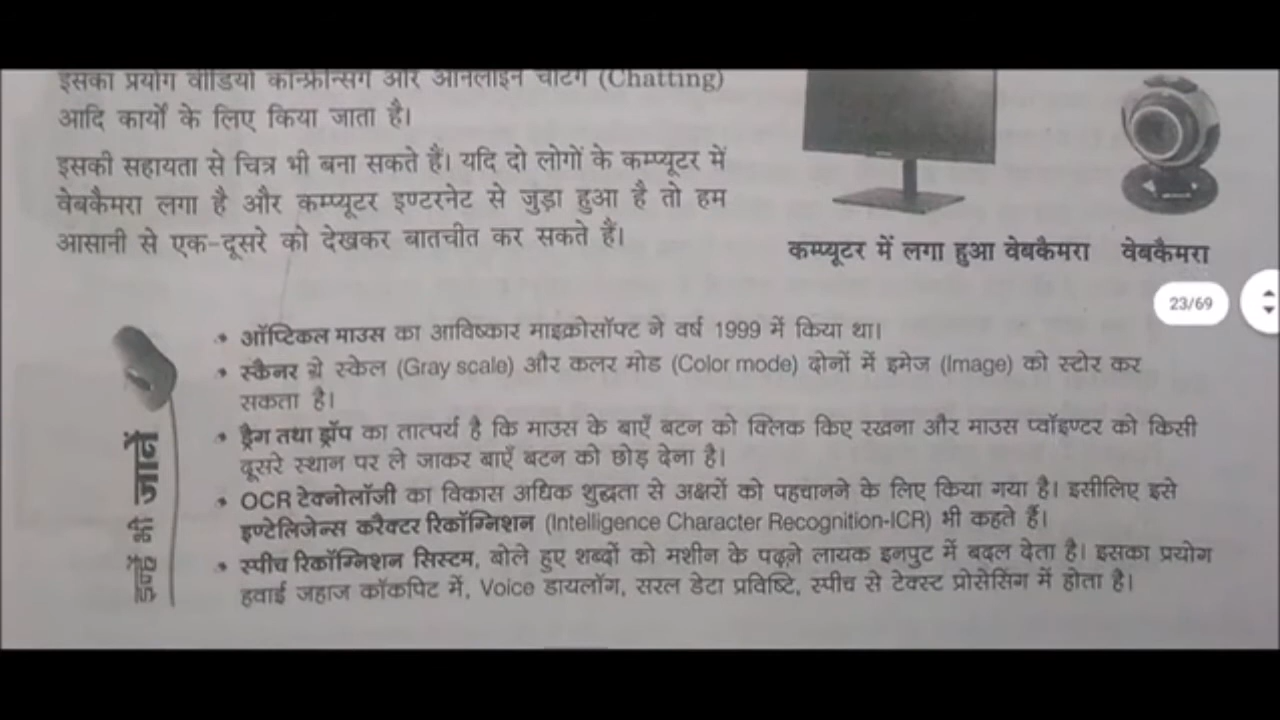 इसका प्रयोग वीडियो कॉन्फ्रेन्सिंग और ऑनलाइन चैटिंग (Chatting)
आदि कार्यों के लिए किया जाता है।
इसकी सहायता से चित्र भी बना सकते हैं। यदि दो लोगों के कम्प्यूटर में
वेबकैमरा लगा है और कम्प्यूटर इण्टरनेट से जुड़ा हुआ है तो हम
आसानी से एक-दूसरे को देखकर बातचीत कर सकते हैं।
कम्प्यूटर में लगा हुआ वेबकैमरा वेबकैमरा
23/69
इन्हें भी जानें
• ऑप्टिकल माउस का आविष्कार माइक्रोसॉफ्ट ने वर्ष 1999 में किया था।
• स्कैनर ग्रे स्केल (Gray scale) और कलर मोड (Color mode) दोनों में इमेज (Image) को स्टोर कर
सकता है।
• ड्रैग तथा ड्रॉप का तात्पर्य है कि माउस के बाएँ बटन को क्लिक किए रखना और माउस प्वॉइण्टर को किसी
दूसरे स्थान पर ले जाकर बाएँ बटन को छोड़ देना है।
• OCR टेक्नोलॉजी का विकास अधिक शुद्धता से अक्षरों को पहचानने के लिए किया गया है। इसीलिए इसे
इण्टेलिजेन्स करैक्टर रिकॉग्निशन (Intelligence Character Recognition-ICR) भी कहते हैं।
• स्पीच रिकॉग्निशन सिस्टम, बोले हुए शब्दों को मशीन के पढ़ने लायक इनपुट में बदल देता है। इसका प्रयोग
हवाई जहाज कॉकपिट में, Voice डायलॉग, सरल डेटा प्रविष्टि, स्पीच से टेक्स्ट प्रोसेसिंग में होता है।